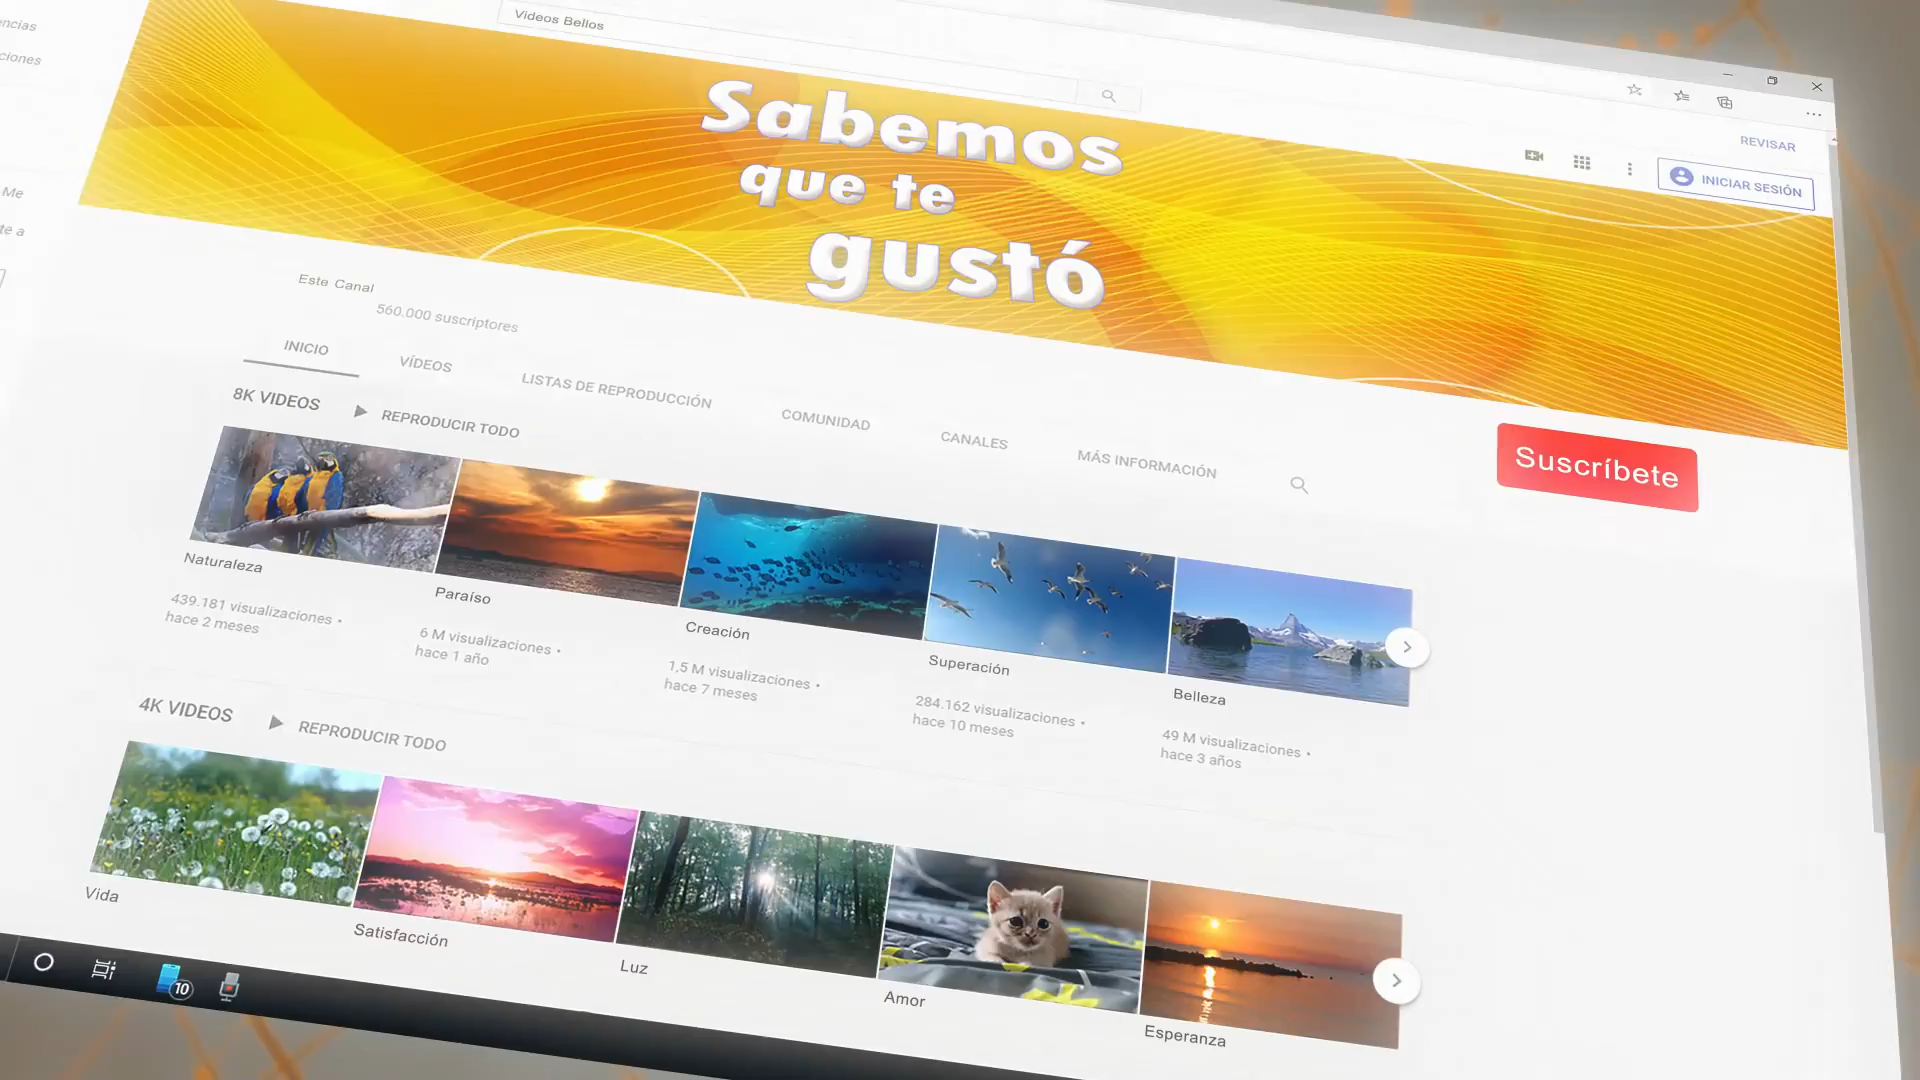 Videos Bellos
REVISAR
INICIAR SESIÓN
Sabemos
que te
gustó
Me
te a
Este Canal
560.000 suscriptores
INICIO
VÍDEOS
LISTAS DE REPRODUCCIÓN
COMUNIDAD
CANALES
MÁS INFORMACIÓN
Suscríbete
8K VIDEOS
REPRODUCIR TODO
Naturaleza
439.181 visualizaciones •
hace 2 meses
Paraíso
6 M visualizaciones •
hace 1 año
Creación
1,5 M visualizaciones •
hace 7 meses
Superación
284.162 visualizaciones •
hace 10 meses
Belleza
49 M visualizaciones •
hace 3 años
4K VIDEOS
REPRODUCIR TODO
Vida
Satisfacción
Luz
Amor
Esperanza
10